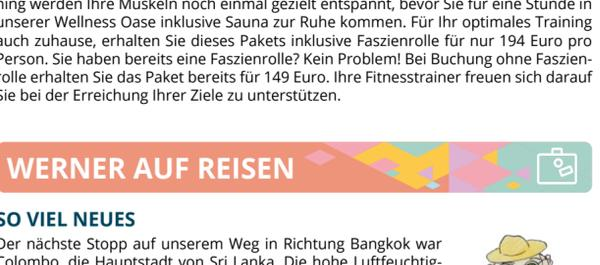 ning werden Ihre Muskeln noch einmal gezielt entspannt, bevor Sie für eine Stunde in
unserer Wellness Oase inklusive Sauna zur Ruhe kommen. Für Ihr optimales Training
auch zuhause, erhalten Sie dieses Pakets inklusive Faszienrolle für nur 194 Euro pro
Person. Sie haben bereits eine Faszienrolle? Kein Problem! Bei Buchung ohne Faszien-
rolle erhalten Sie das Paket bereits für 149 Euro. Ihre Fitnesstrainer freuen sich darauf
Sie bei der Erreichung Ihrer Ziele zu unterstützen.
WERNER AUF REISEN
SO VIEL NEUES
Der nächste Stopp auf unserem Weg in Richtung Bangkok war
Colombo, die Hauptstadt von Sri Lanka. Die hohe Luftfeuchtig-